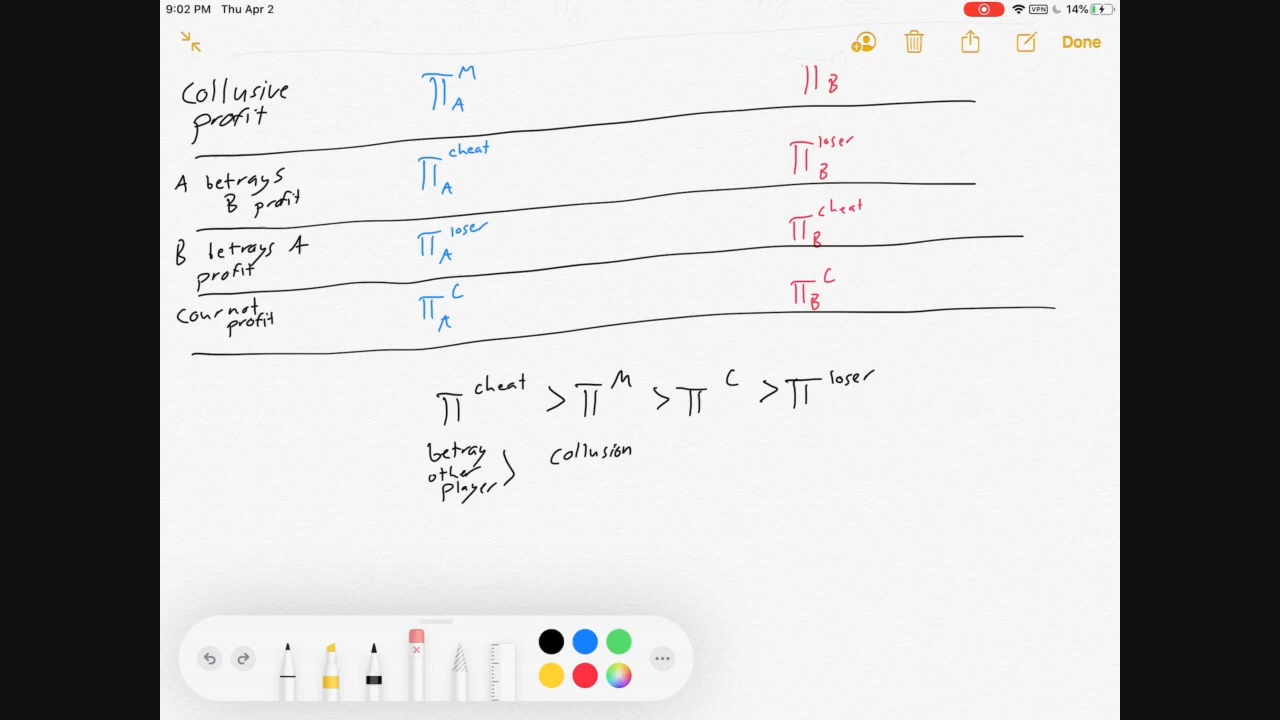 9:02 PM Thu Apr 2
VPN 14%
Done
Collusive profit Π_A^M Π_B
A betrays B profit Π_A^cheat Π_B^loser
B betrays A profit Π_A^loser Π_B^cheat
Cournot profit Π_A^C Π_B^C
Π^cheat > Π^M > Π^C > Π^loser
betray other player > collusion